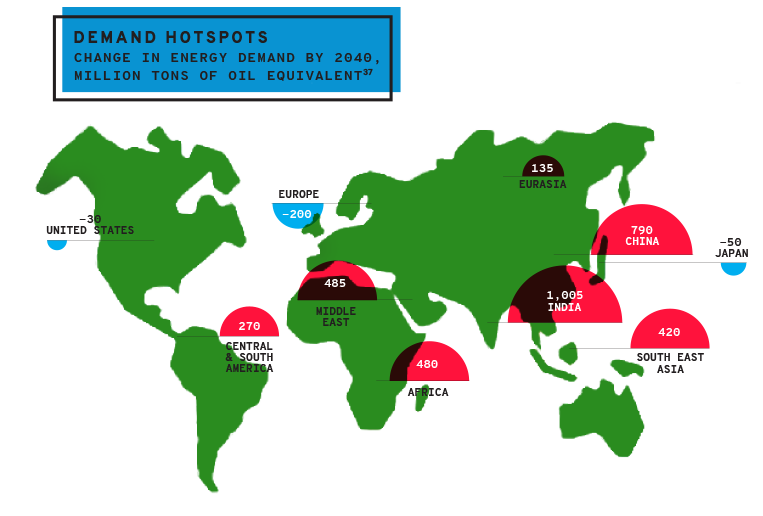 DEMAND HOTSPOTS
CHANGE IN ENERGY DEMAND BY 2040,
MILLION TONS OF OIL EQUIVALENT³⁷
135
EURASIA
EUROPE
–200
–30
UNITED STATES
790
CHINA
–50
JAPAN
485
MIDDLE
EAST
1,005
INDIA
270
CENTRAL
& SOUTH
AMERICA
420
SOUTH EAST
ASIA
480
AFRICA